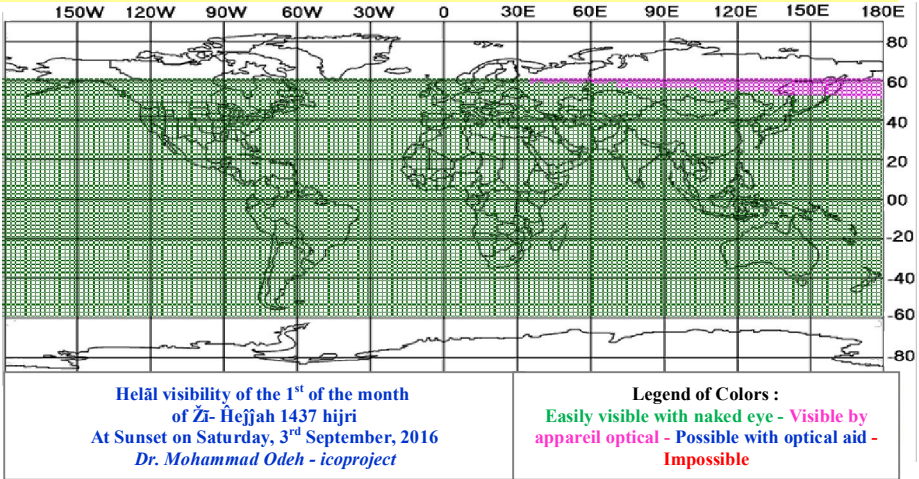 150W 120W 90W 60W 30W 0 30E 60E 90E 120E 150E 180E
80
60
40
20
00
-20
-40
-60
-80
Helāl visibility of the 1st of the month
of Žī- Ĥeĵĵah 1437 hijri
At Sunset on Saturday, 3rd September, 2016
Dr. Mohammad Odeh - icoproject
Legend of Colors :
Easily visible with naked eye - Visible by
appareil optical - Possible with optical aid -
Impossible